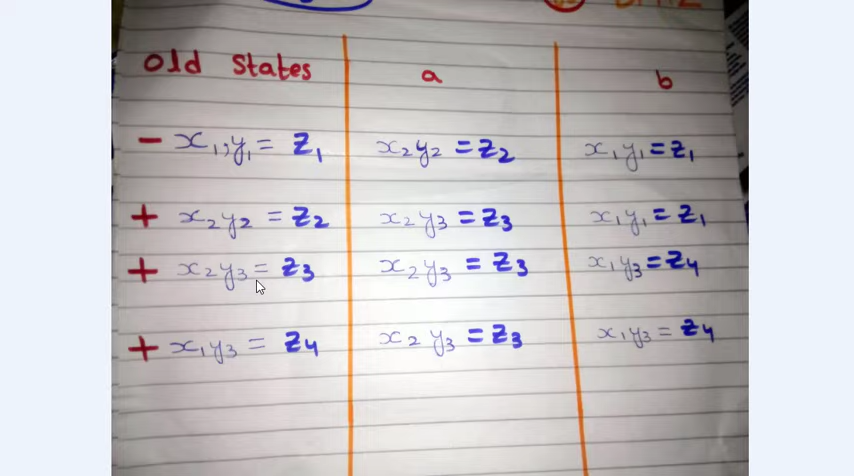 Old States a b
- x₁,y₁ = Z₁ x₂y₂ = Z₂ x₁y₁ = Z₁
+ x₂y₂ = Z₂ x₂y₃ = Z₃ x₁y₁ = Z₁
+ x₂y₃ = Z₃ x₂y₃ = Z₃ x₁y₃ = Z₄
+ x₁y₃ = Z₄ x₂y₃ = Z₃ x₁y₃ = Z₄